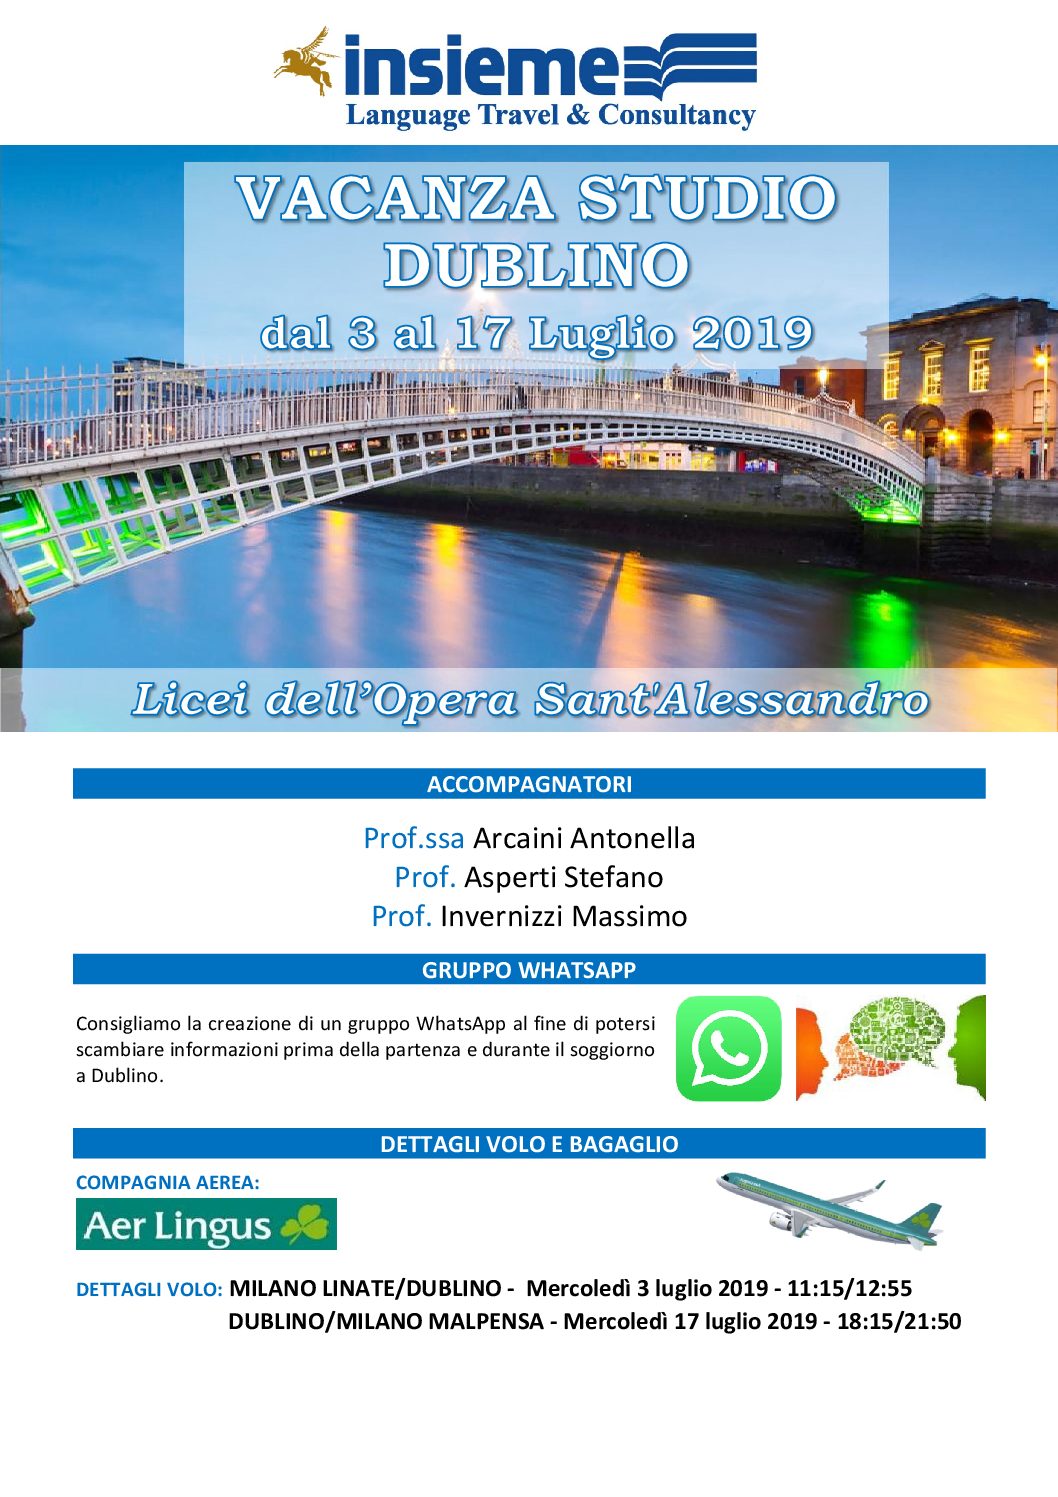 insieme
Language Travel & Consultancy
VACANZA STUDIO
DUBLINO
dal 3 al 17 Luglio 2019
Licei dell’Opera Sant'Alessandro
ACCOMPAGNATORI
Prof.ssa Arcaini Antonella
Prof. Asperti Stefano
Prof. Invernizzi Massimo
GRUPPO WHATSAPP
Consigliamo la creazione di un gruppo WhatsApp al fine di potersi
scambiare informazioni prima della partenza e durante il soggiorno
a Dublino.
DETTAGLI VOLO E BAGAGLIO
COMPAGNIA AEREA:
Aer Lingus
DETTAGLI VOLO: MILANO LINATE/DUBLINO - Mercoledì 3 luglio 2019 - 11:15/12:55
DUBLINO/MILANO MALPENSA - Mercoledì 17 luglio 2019 - 18:15/21:50